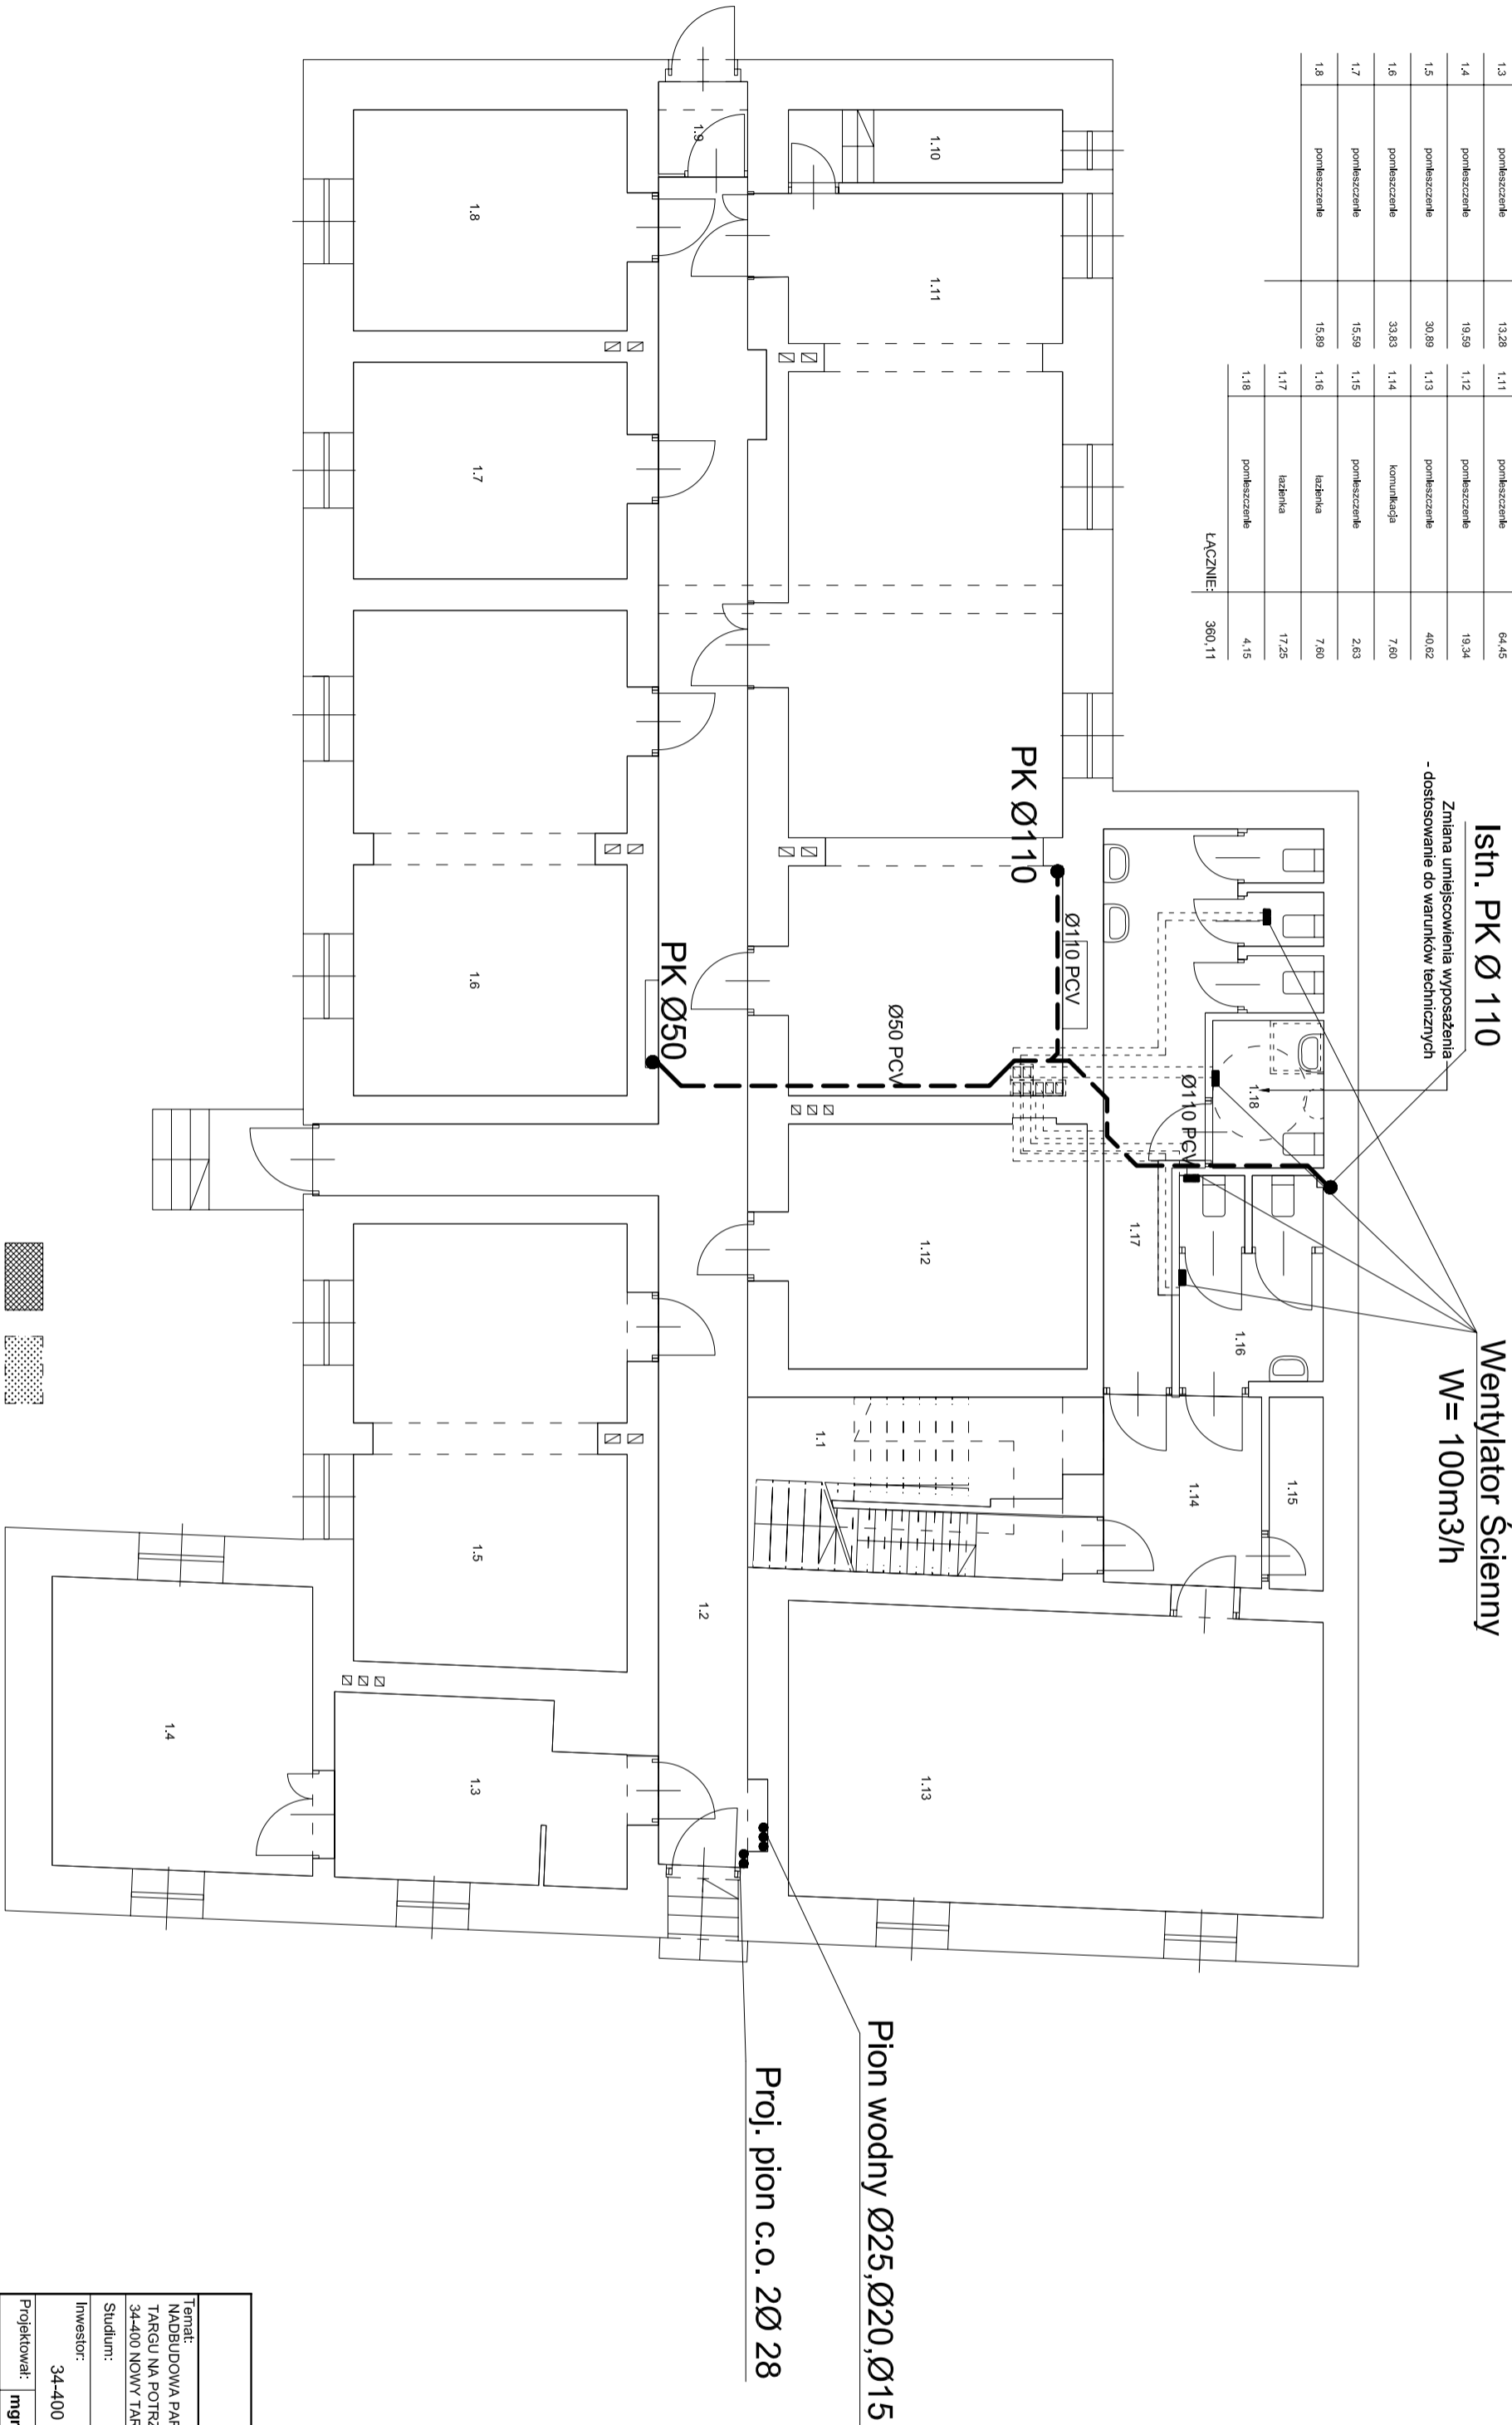 1.3 pomieszczenie 13,28 1.11 pomieszczenie 64,45
1.4 pomieszczenie 19,59 1,12 pomieszczenie 19,34
1.5 pomieszczenie 30,89 1.13 pomieszczenie 40,62
1.6 pomieszczenie 33,83 1.14 komunikacja 7,60
1.7 pomieszczenie 15,59 1.15 pomieszczenie 2,63
1.8 pomieszczenie 15,89 1.16 łazienka 7,60
1.17 łazienka 17,25
1.18 pomieszczenie 4,15
ŁĄCZNIE: 360,11
Istn. PK Ø 110
Zmiana umiejscowienia wyposażenia
- dostosowanie do warunków technicznych
Wentylator Ścienny
W= 100m3/h
1.18
Ø110 PCV
1.16
1.15
1.17
1.14
PK Ø110
Ø110 PCV
1.10
1.11
Ø50 PCV
1.12
1.1
1.13
1.9
PK Ø50
1.2
1.8
1.7
1.6
1.5
1.3
1.4
Pion wodny Ø25,Ø20,Ø15
Proj. pion c.o. 2Ø 28
Temat:
NADBUDOWA
TARGU NA
34-400 NOWY
Studium:
Inwestor:
34-400
Projektował: mgr